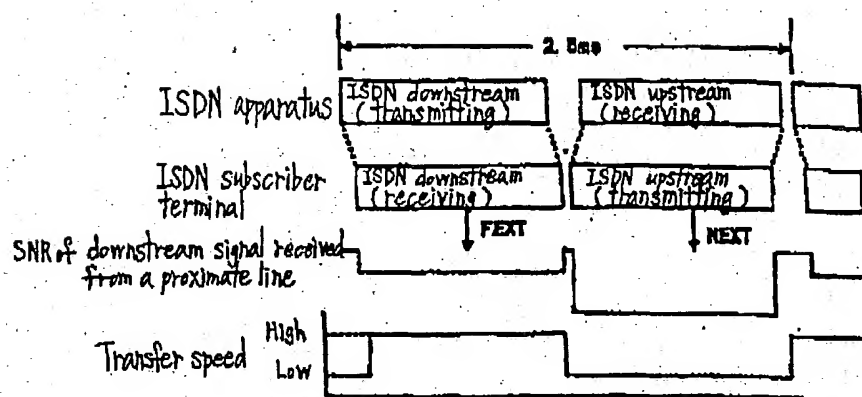 2.5ms
ISDN apparatus
ISDN downstream
(transmitting)
ISDN upstream
(receiving)
ISDN subscriber
terminal
ISDN downstream
(receiving)
ISDN upstream
(transmitting)
FEXT
NEXT
SNR of downstream signal received
from a proximate line
Transfer speed
High
Low